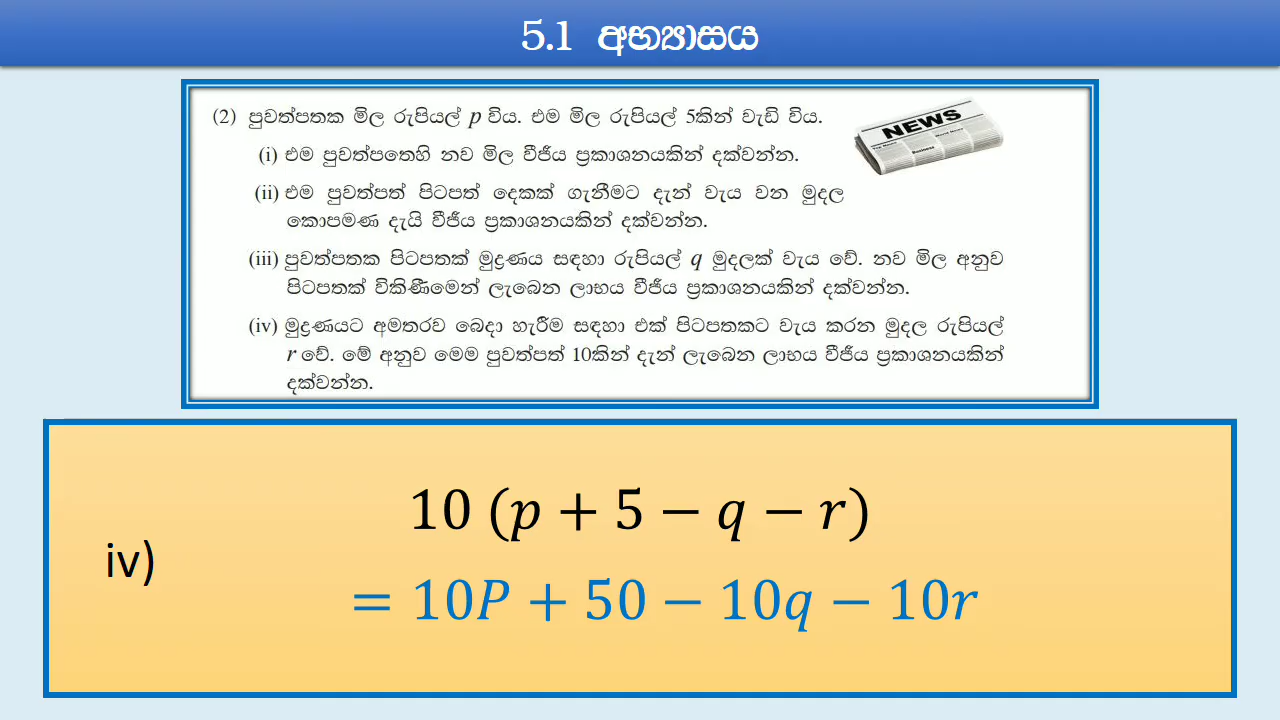 5.1 අභ්‍යාසය
(2) පුවත්පතක මිල රුපියල් p විය. එම මිල රුපියල් 5කින් වැඩි විය.
NEWS
(i) එම පුවත්පතෙහි නව මිල වීජීය ප්‍රකාශනයකින් දක්වන්න.
(ii) එම පුවත්පත් පිටපත් දෙකක් ගැනීමට දැන් වැය වන මුදල
කොපමණ දැයි වීජීය ප්‍රකාශනයකින් දක්වන්න.
(iii) පුවත්පතක පිටපතක් මුද්‍රණය සඳහා රුපියල් q මුදලක් වැය වේ. නව මිල අනුව
පිටපතක් විකිණීමෙන් ලැබෙන ලාභය වීජීය ප්‍රකාශනයකින් දක්වන්න.
(iv) මුද්‍රණයට අමතරව බෙදා හැරීම සඳහා එක් පිටපතකට වැය කරන මුදල රුපියල්
r වේ. මේ අනුව මෙම පුවත්පත් 10කින් දැන් ලැබෙන ලාභය වීජීය ප්‍රකාශනයකින්
දක්වන්න.
10 (p + 5 − q − r)
iv)
= 10P + 50 − 10q − 10r